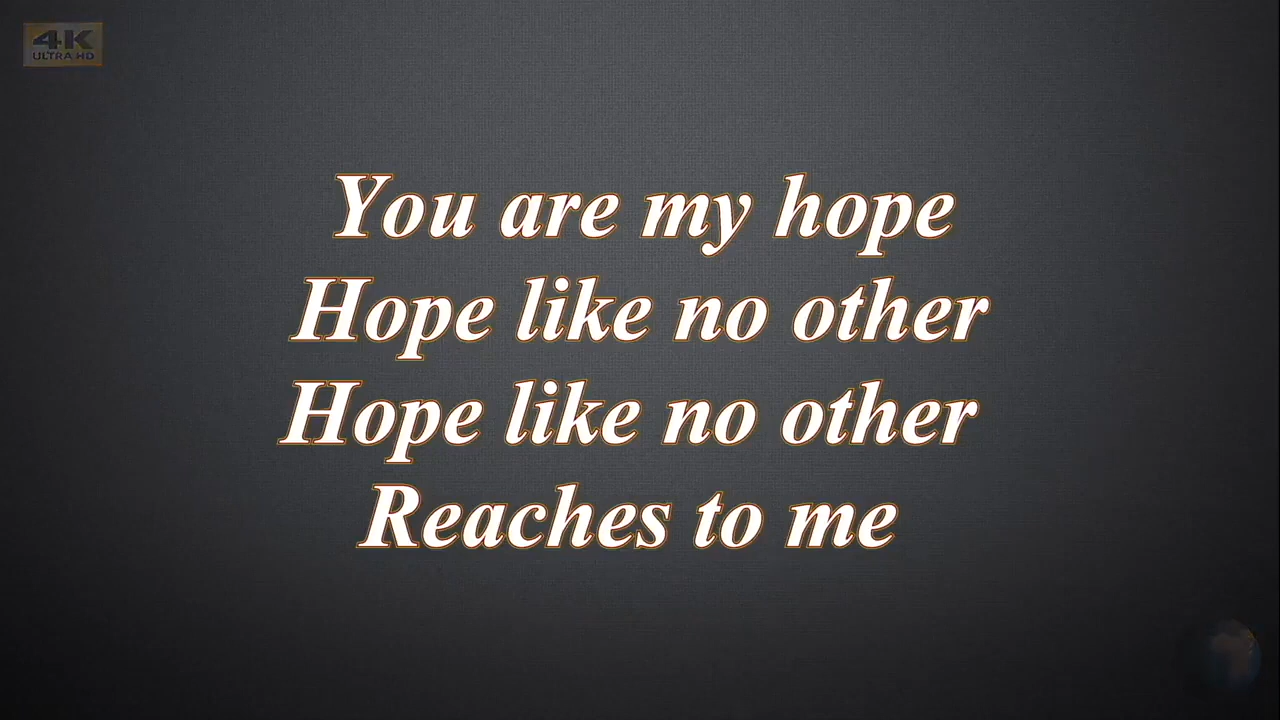 4K
ULTRA HD
You are my hope
Hope like no other
Hope like no other
Reaches to me